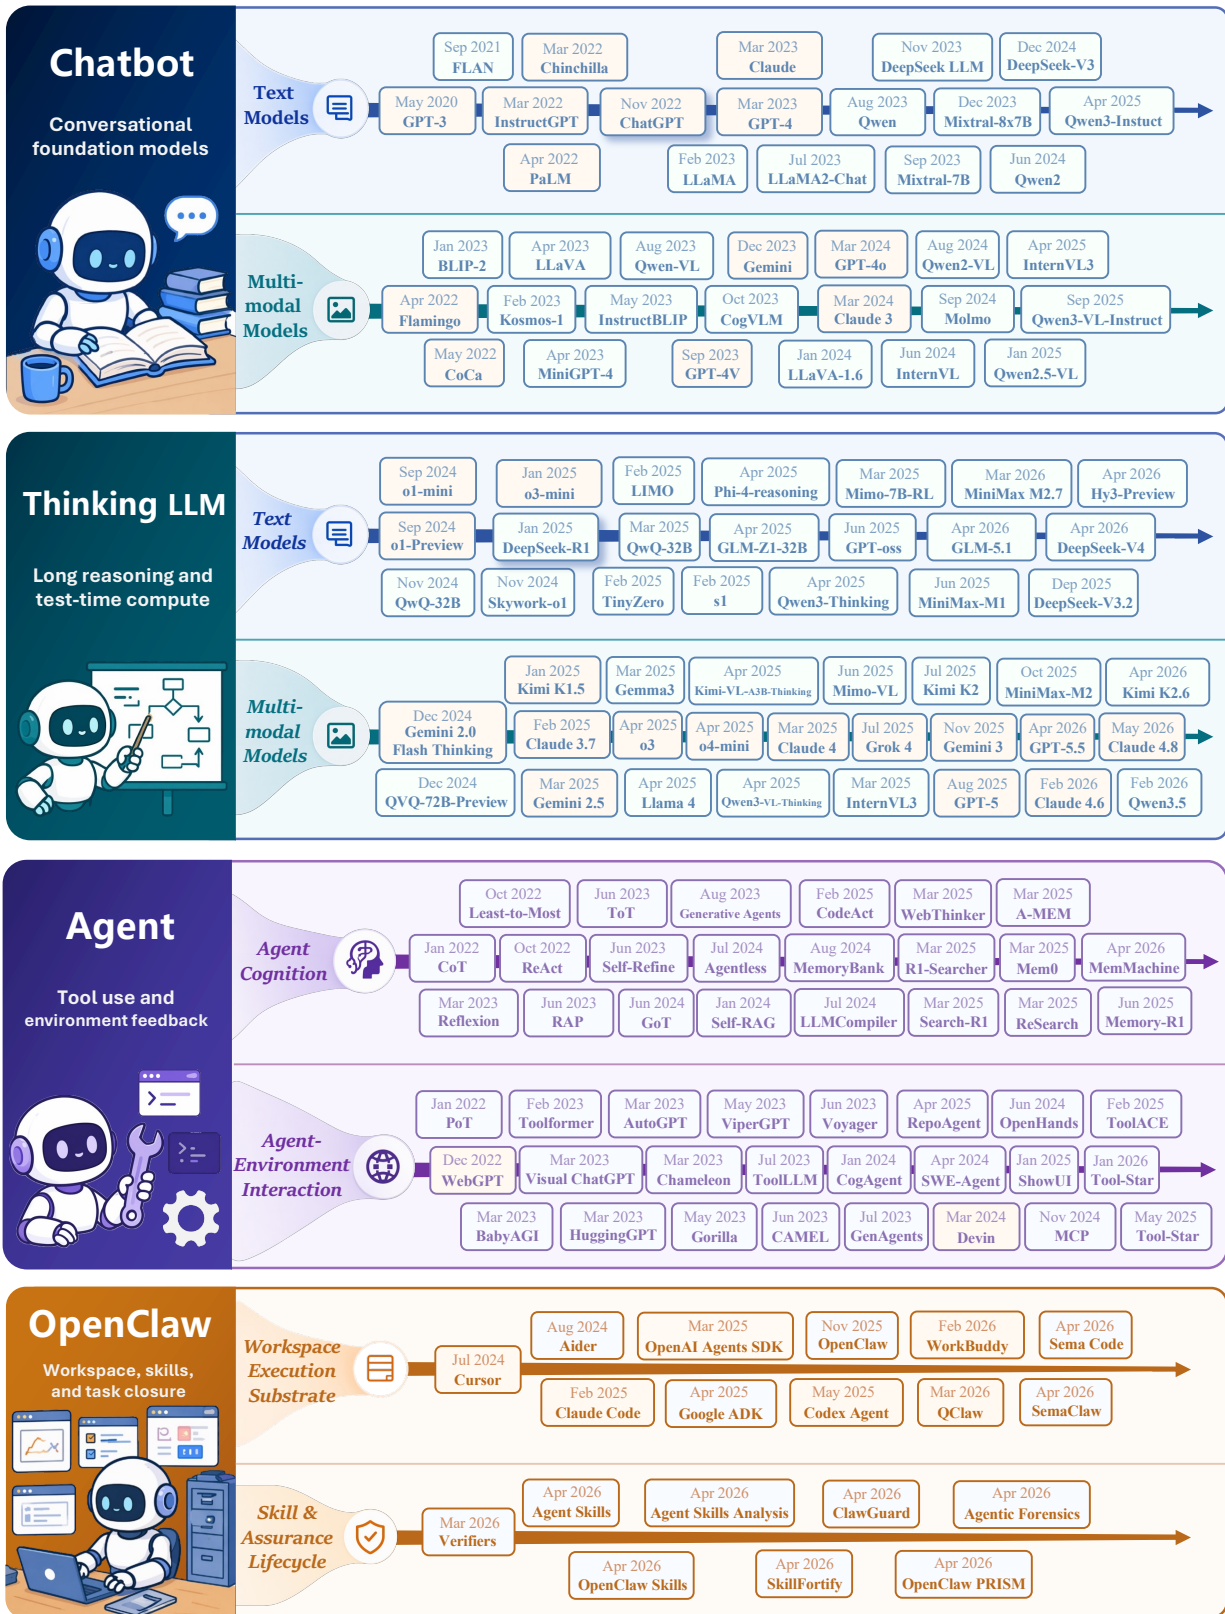 Chatbot
Conversational
foundation models
Text
Models
Sep 2021
FLAN
Mar 2022
Chinchilla
Mar 2023
Claude
Nov 2023
DeepSeek LLM
Dec 2024
DeepSeek-V3
May 2020
GPT-3
Mar 2022
InstructGPT
Nov 2022
ChatGPT
Mar 2023
GPT-4
Aug 2023
Qwen
Dec 2023
Mixtral-8x7B
Apr 2025
Qwen3-Instuct
Apr 2022
PaLM
Feb 2023
LLaMA
Jul 2023
LLaMA2-Chat
Sep 2023
Mixtral-7B
Jun 2024
Qwen2
Multi-
modal
Models
Jan 2023
BLIP-2
Apr 2023
LLaVA
Aug 2023
Qwen-VL
Dec 2023
Gemini
Mar 2024
GPT-4o
Aug 2024
Qwen2-VL
Apr 2025
InternVL3
Apr 2022
Flamingo
Feb 2023
Kosmos-1
May 2023
InstructBLIP
Oct 2023
CogVLM
Mar 2024
Claude 3
Sep 2024
Molmo
Sep 2025
Qwen3-VL-Instruct
May 2022
CoCa
Apr 2023
MiniGPT-4
Sep 2023
GPT-4V
Jan 2024
LLaVA-1.6
Jun 2024
InternVL
Jan 2025
Qwen2.5-VL
Thinking LLM
Long reasoning and
test-time compute
Text
Models
Sep 2024
o1-mini
Jan 2025
o3-mini
Feb 2025
LIMO
Apr 2025
Phi-4-reasoning
Mar 2025
Mimo-7B-RL
Mar 2026
MiniMax M2.7
Apr 2026
Hy3-Preview
Sep 2024
o1-Preview
Jan 2025
DeepSeek-R1
Mar 2025
QwQ-32B
Apr 2025
GLM-Z1-32B
Jun 2025
GPT-oss
Apr 2026
GLM-5.1
Apr 2026
DeepSeek-V4
Nov 2024
QwQ-32B
Nov 2024
Skywork-o1
Feb 2025
TinyZero
Feb 2025
s1
Apr 2025
Qwen3-Thinking
Jun 2025
MiniMax-M1
Dep 2025
DeepSeek-V3.2
Multi-
modal
Models
Jan 2025
Kimi K1.5
Mar 2025
Gemma3
Apr 2025
Kimi-VL-A3B-Thinking
Jun 2025
Mimo-VL
Jul 2025
Kimi K2
Oct 2025
MiniMax-M2
Apr 2026
Kimi K2.6
Dec 2024
Gemini 2.0
Flash Thinking
Feb 2025
Claude 3.7
Apr 2025
o3
Apr 2025
o4-mini
Mar 2025
Claude 4
Jul 2025
Grok 4
Nov 2025
Gemini 3
Apr 2026
GPT-5.5
May 2026
Claude 4.8
Dec 2024
QVQ-72B-Preview
Mar 2025
Gemini 2.5
Apr 2025
Llama 4
Apr 2025
Qwen3-VL-Thinking
Mar 2025
InternVL3
Aug 2025
GPT-5
Feb 2026
Claude 4.6
Feb 2026
Qwen3.5
Agent
Tool use and
environment feedback
Agent
Cognition
Oct 2022
Least-to-Most
Jun 2023
ToT
Aug 2023
Generative Agents
Feb 2025
CodeAct
Mar 2025
WebThinker
Mar 2025
A-MEM
Jan 2022
CoT
Oct 2022
ReAct
Jun 2023
Self-Refine
Jul 2024
Agentless
Aug 2024
MemoryBank
Mar 2025
R1-Searcher
Mar 2025
Mem0
Apr 2026
MemMachine
Mar 2023
Reflexion
Jun 2023
RAP
Jun 2024
GoT
Jan 2024
Self-RAG
Jul 2024
LLMCompiler
Mar 2025
Search-R1
Mar 2025
ReSearch
Jun 2025
Memory-R1
Agent-
Environment
Interaction
Jan 2022
PoT
Feb 2023
Toolformer
Mar 2023
AutoGPT
May 2023
ViperGPT
Jun 2023
Voyager
Apr 2025
RepoAgent
Jun 2024
OpenHands
Feb 2025
ToolACE
Dec 2022
WebGPT
Mar 2023
Visual ChatGPT
Mar 2023
Chameleon
Jul 2023
ToolLLM
Jan 2024
CogAgent
Apr 2024
SWE-Agent
Jan 2025
ShowUI
Jan 2026
Tool-Star
Mar 2023
BabyAGI
Mar 2023
HuggingGPT
May 2023
Gorilla
Jun 2023
CAMEL
Jul 2023
GenAgents
Mar 2024
Devin
Nov 2024
MCP
May 2025
Tool-Star
OpenClaw
Workspace, skills,
and task closure
Workspace
Execution
Substrate
Aug 2024
Aider
Mar 2025
OpenAI Agents SDK
Nov 2025
OpenClaw
Feb 2026
WorkBuddy
Apr 2026
Sema Code
Jul 2024
Cursor
Feb 2025
Claude Code
Apr 2025
Google ADK
May 2025
Codex Agent
Mar 2026
QClaw
Apr 2026
SemaClaw
Skill &
Assurance
Lifecycle
Apr 2026
Agent Skills
Apr 2026
Agent Skills Analysis
Apr 2026
ClawGuard
Apr 2026
Agentic Forensics
Mar 2026
Verifiers
Apr 2026
OpenClaw Skills
Apr 2026
SkillFortify
Apr 2026
OpenClaw PRISM